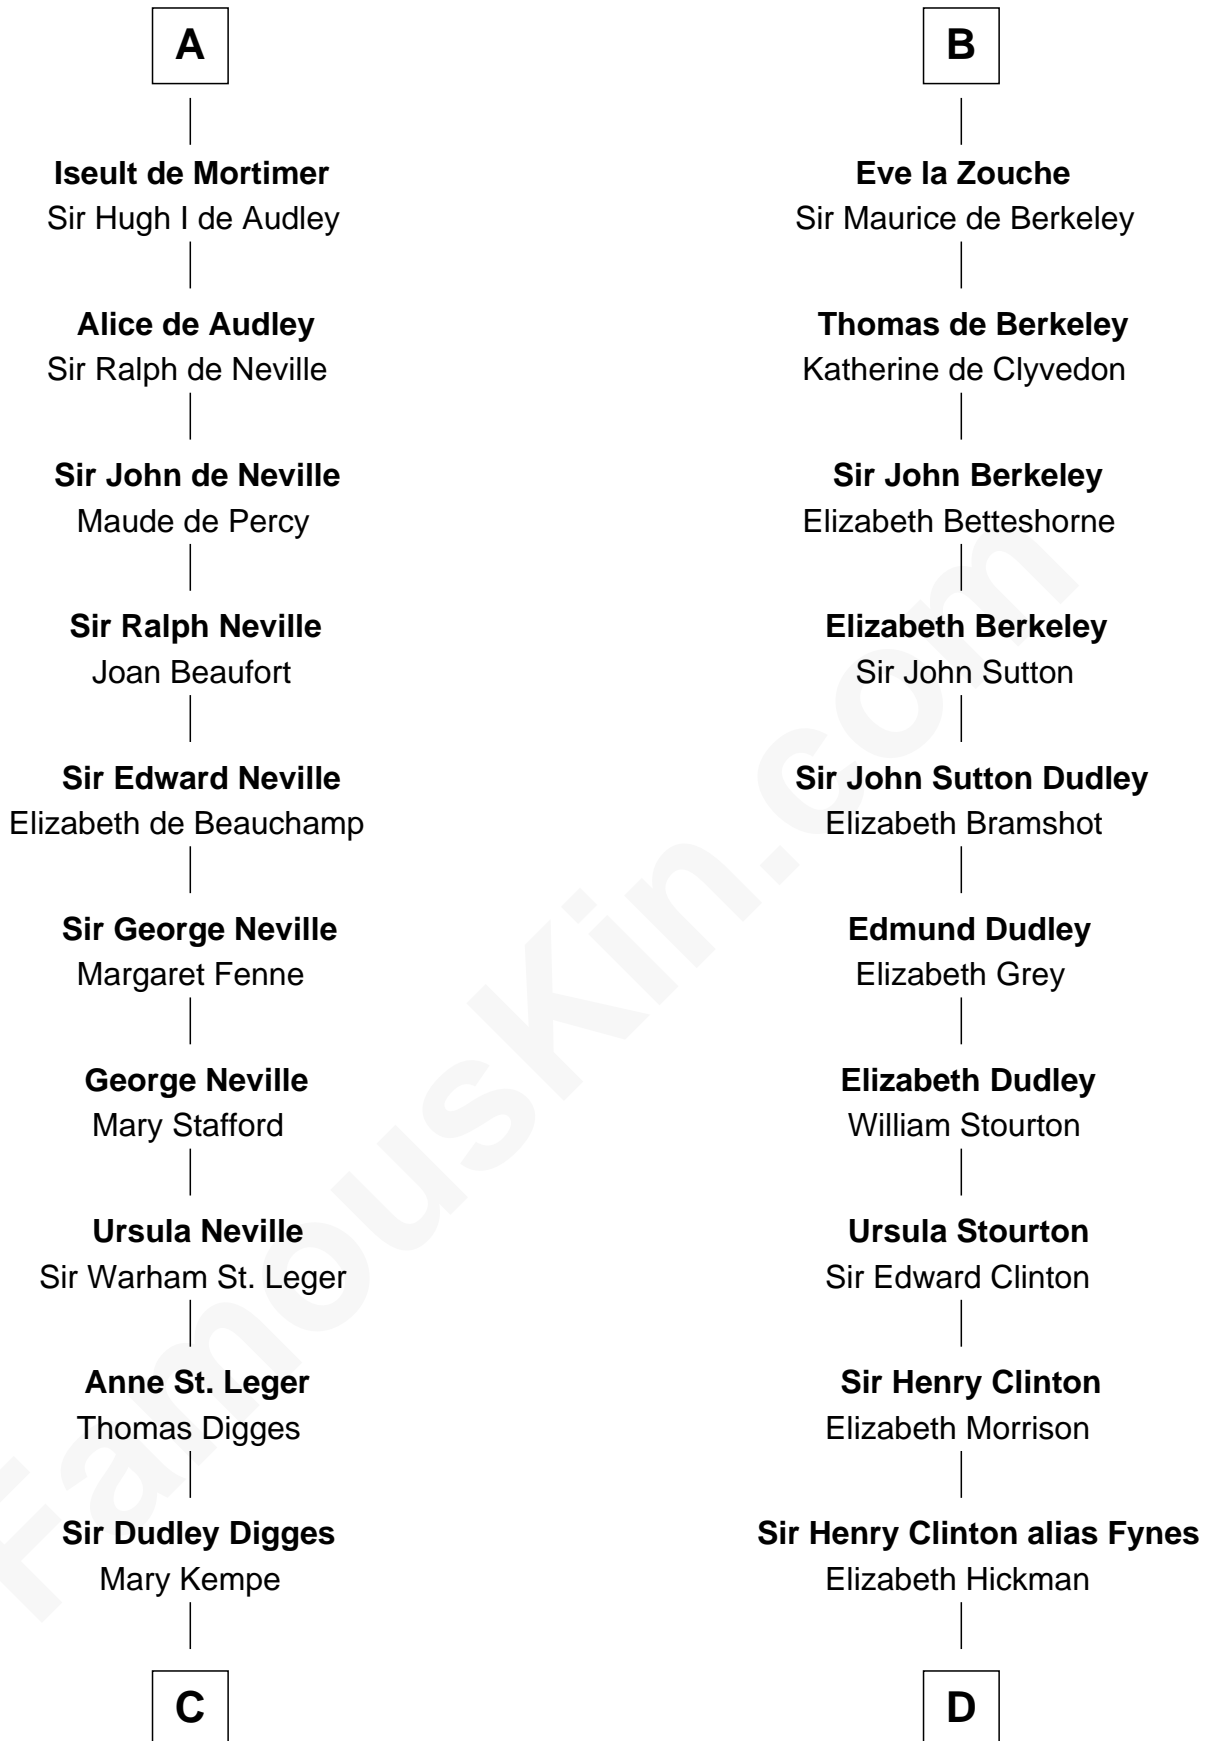 A
Iseult de Mortimer
Sir Hugh I de Audley
Alice de Audley
Sir Ralph de Neville
Sir John de Neville
Maude de Percy
Sir Ralph Neville
Joan Beaufort
Sir Edward Neville
Elizabeth de Beauchamp
Sir George Neville
Margaret Fenne
George Neville
Mary Stafford
Ursula Neville
Sir Warham St. Leger
Anne St. Leger
Thomas Digges
Sir Dudley Digges
Mary Kempe
C
B
Eve la Zouche
Sir Maurice de Berkeley
Thomas de Berkeley
Katherine de Clyvedon
Sir John Berkeley
Elizabeth Betteshorne
Elizabeth Berkeley
Sir John Sutton
Sir John Sutton Dudley
Elizabeth Bramshot
Edmund Dudley
Elizabeth Grey
Elizabeth Dudley
William Stourton
Ursula Stourton
Sir Edward Clinton
Sir Henry Clinton
Elizabeth Morrison
Sir Henry Clinton alias Fynes
Elizabeth Hickman
D
FamousKin.com